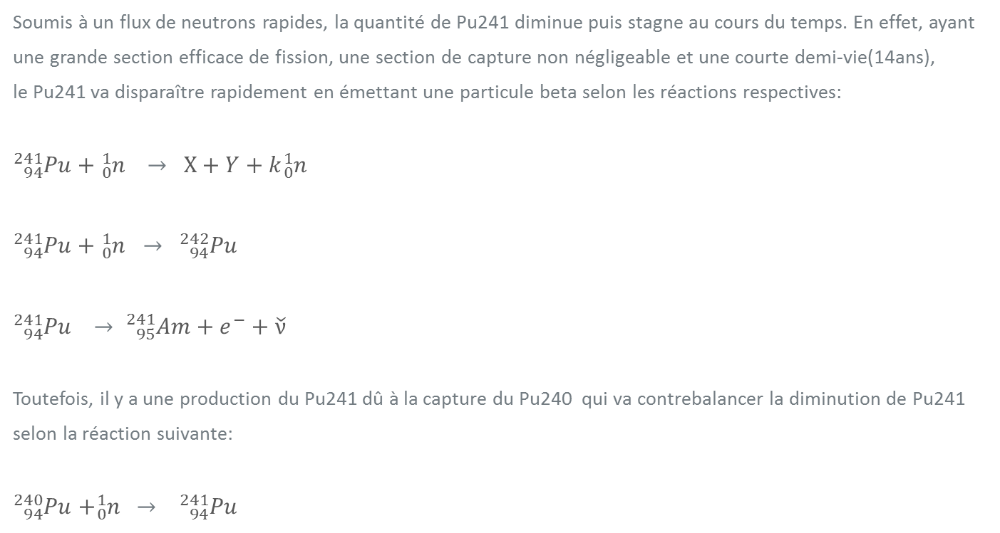 Soumis à un flux de neutrons rapides, la quantité de Pu241 diminue puis stagne au cours du temps. En effet, ayant
une grande section efficace de fission, une section de capture non négligeable et une courte demi-vie(14ans),
le Pu241 va disparaître rapidement en émettant une particule beta selon les réactions respectives:
$^{241}_{94}Pu + ^{1}_{0}n \rightarrow X + Y + k^{1}_{0}n$
$^{241}_{94}Pu + ^{1}_{0}n \rightarrow ^{242}_{94}Pu$
$^{241}_{94}Pu \rightarrow ^{241}_{95}Am + e^{-} + \check{\nu}$
Toutefois, il y a une production du Pu241 dû à la capture du Pu240 qui va contrebalancer la diminution de Pu241
selon la réaction suivante:
$^{240}_{94}Pu + ^{1}_{0}n \rightarrow ^{241}_{94}Pu$